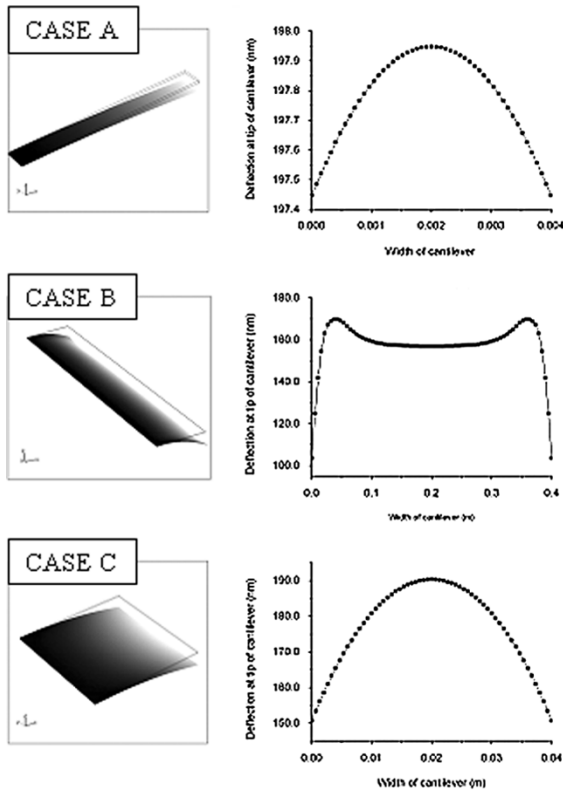 CASE A
Deflection at tip of cantilever (nm)
198.0
197.9
197.8
197.7
197.6
197.5
197.4
0.000 0.001 0.002 0.003 0.004
Width of cantilever
CASE B
Deflection at tip of cantilever (nm)
180.0
160.0
140.0
120.0
100.0
0.0 0.1 0.2 0.3 0.4
Width of cantilever (m)
CASE C
Deflection at tip of cantilever (nm)
190.0
180.0
170.0
160.0
150.0
0.00 0.01 0.02 0.03 0.04
Width of cantilever (m)